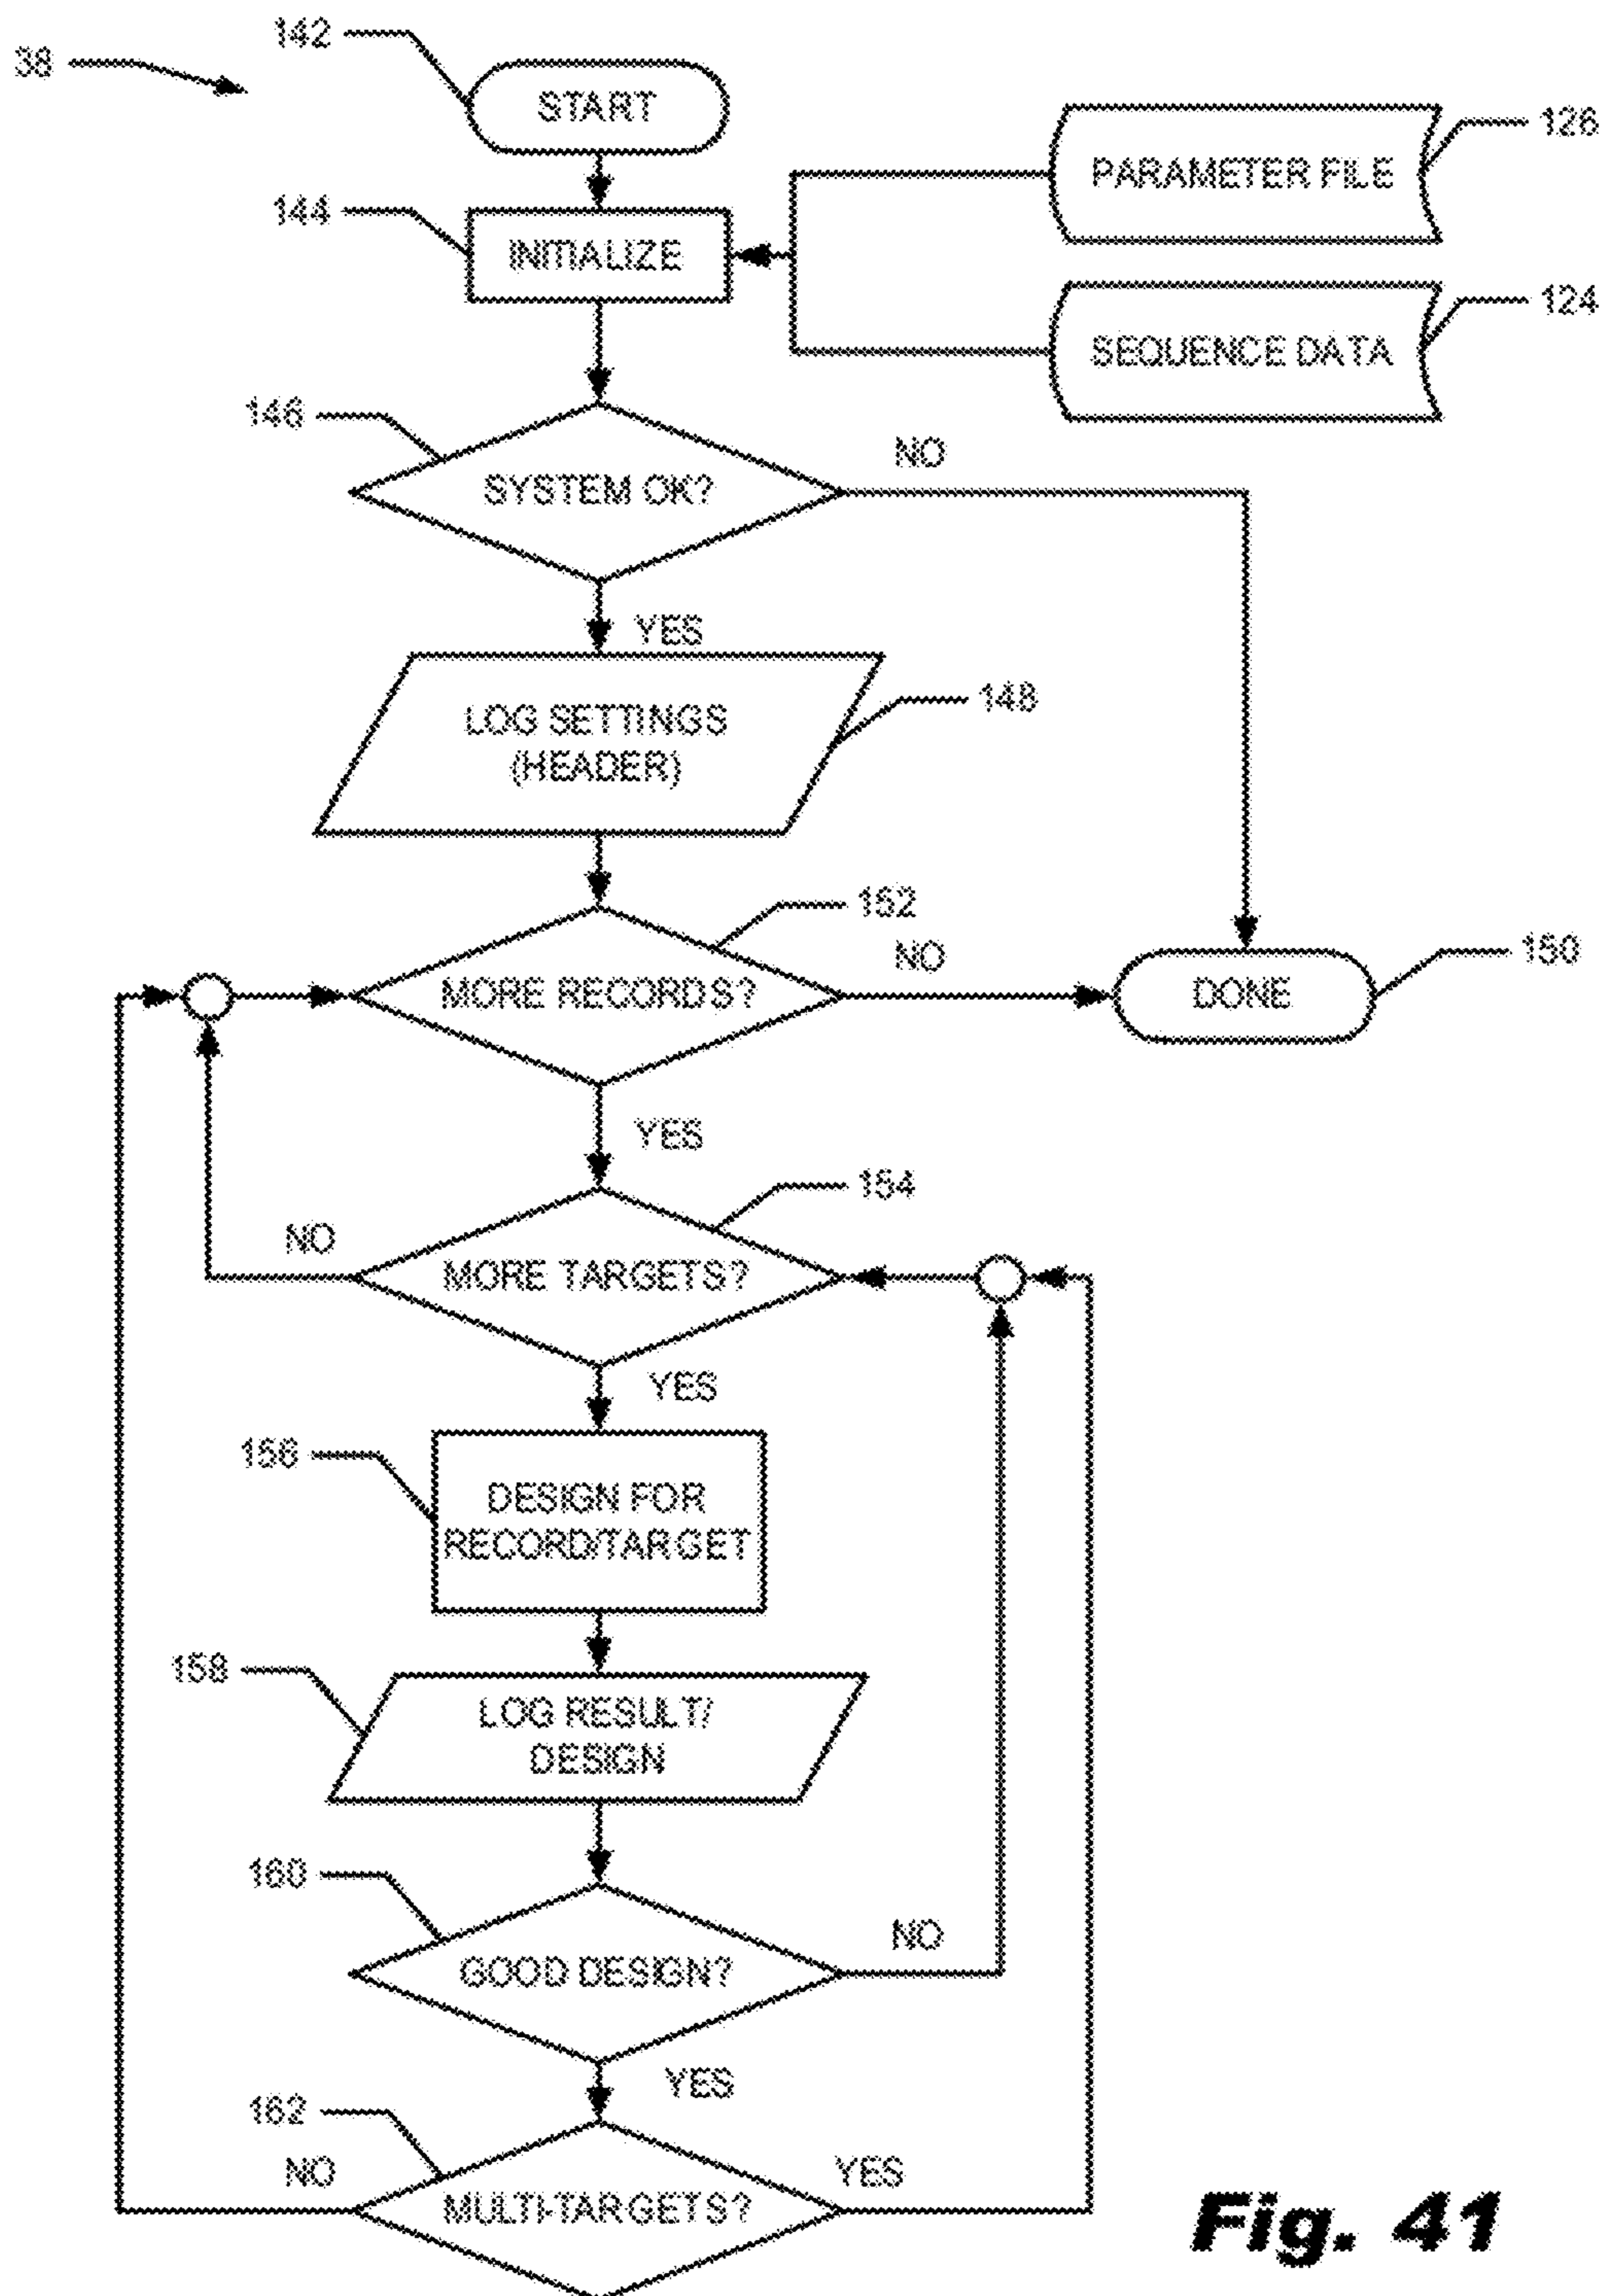 38
142
START
126
PARAMETER FILE
144
INITIALIZE
124
SEQUENCE DATA
146
NO
SYSTEM OK?
YES
LOG SETTINGS
(HEADER)
148
152
NO
MORE RECORDS?
DONE
150
YES
154
NO
MORE TARGETS?
YES
156
DESIGN FOR
RECORD/TARGET
158
LOG RESULT/
DESIGN
160
NO
GOOD DESIGN?
YES
162
NO
YES
MULTI-TARGETS?
Fig. 41